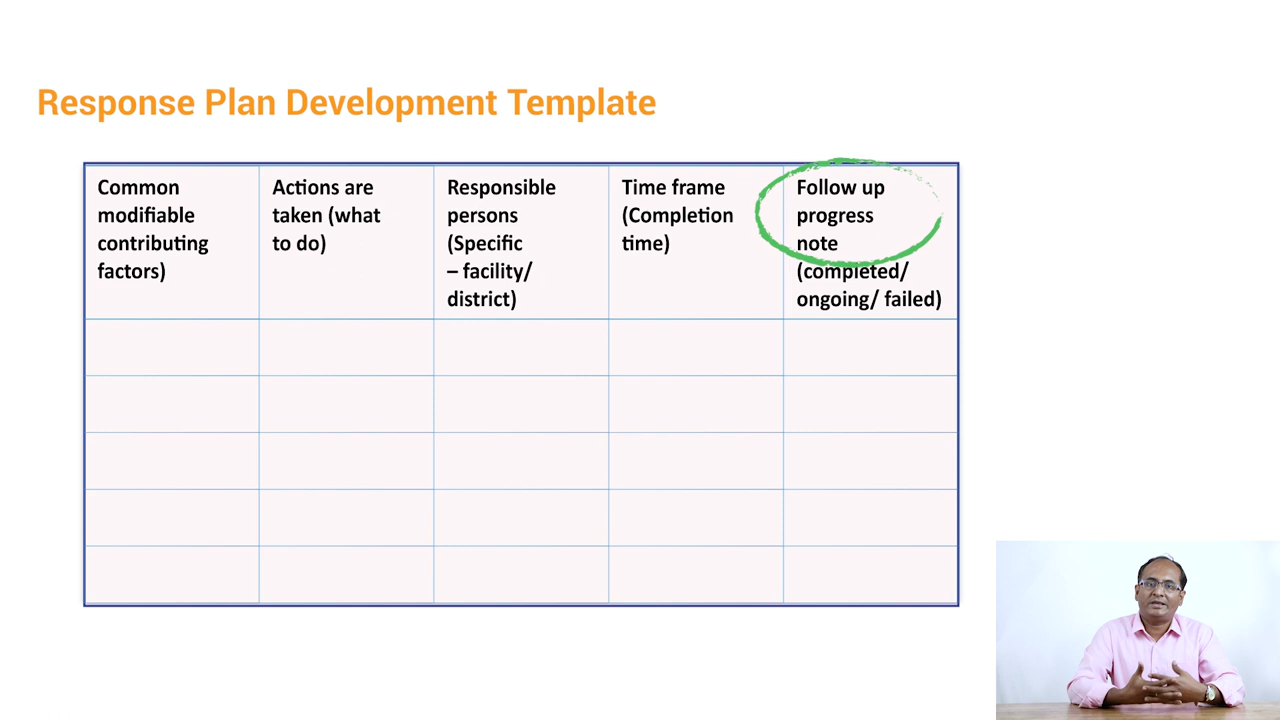 Response Plan Development Template
Common
modifiable
contributing
factors)
Actions are
taken (what
to do)
Responsible
persons
(Specific
– facility/
district)
Time frame
(Completion
time)
Follow up
progress
note
(completed/
ongoing/ failed)